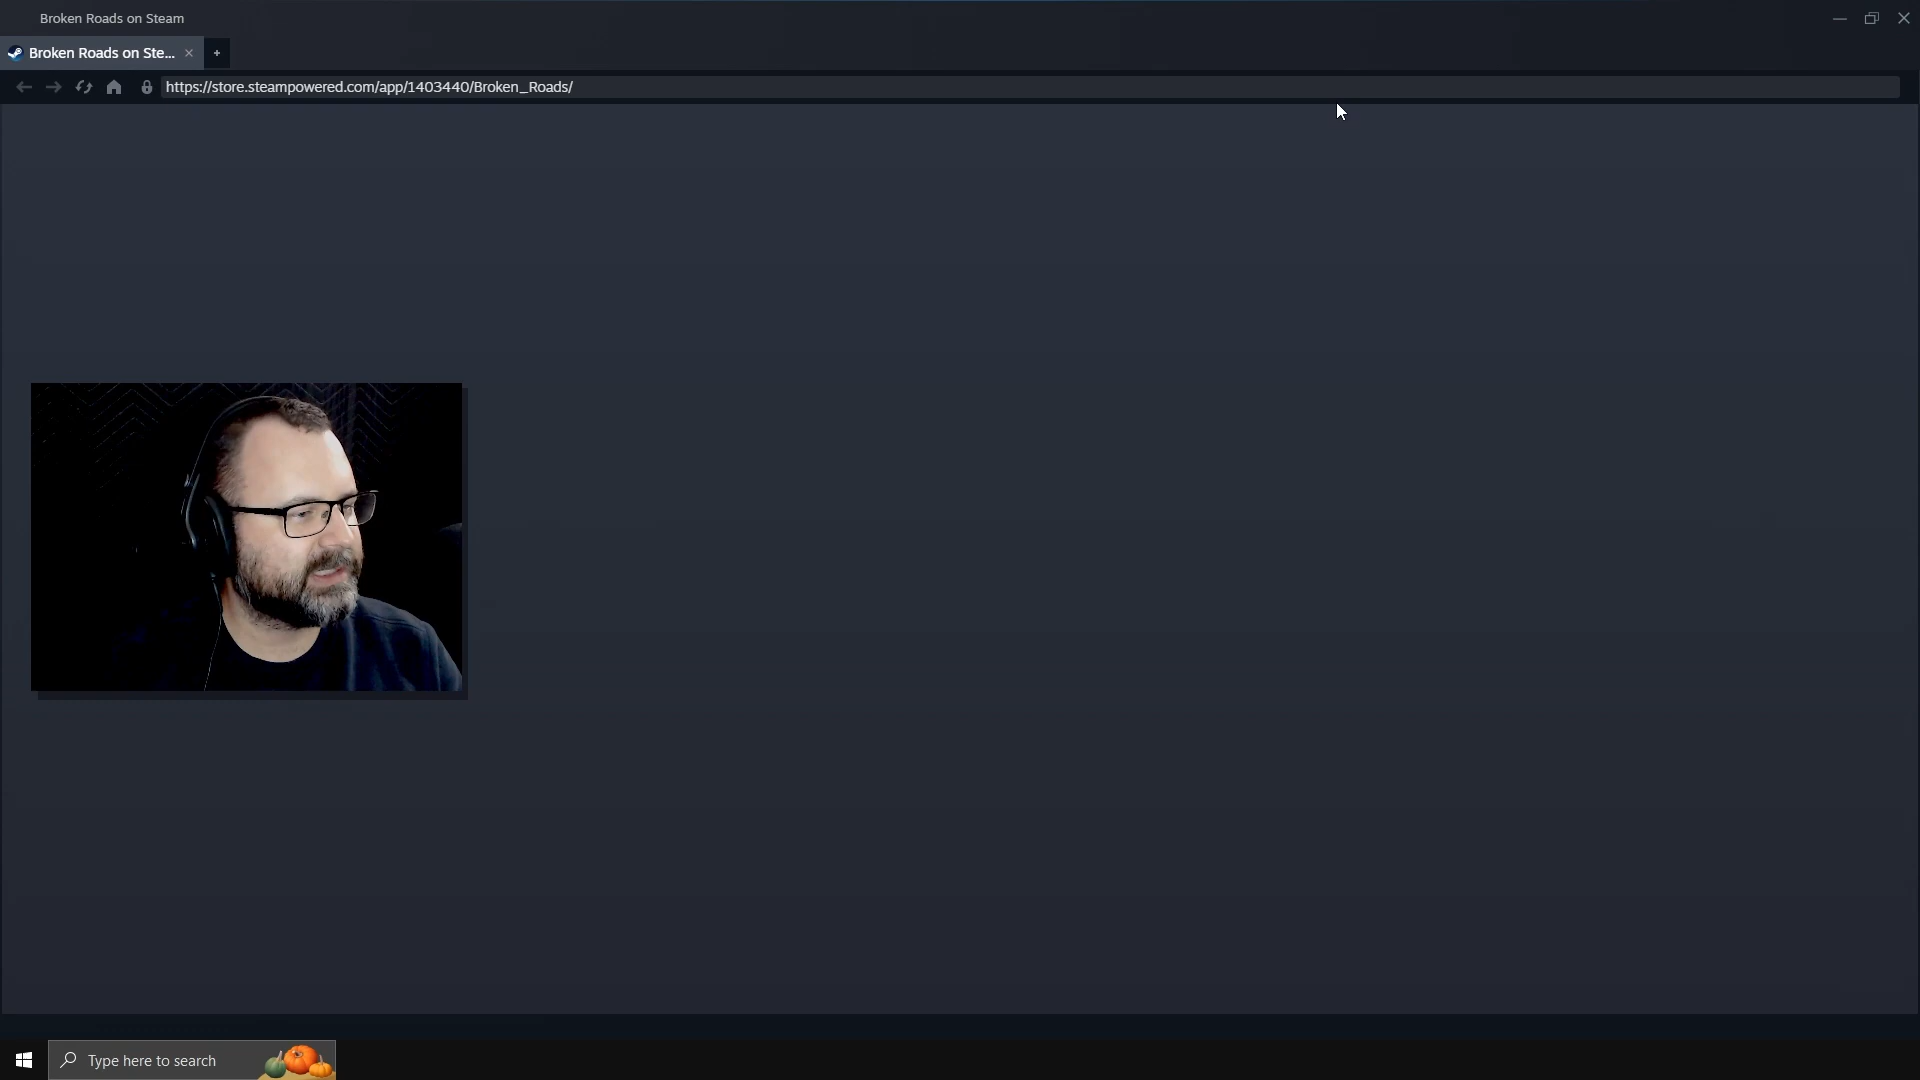 Broken Roads on Steam
Broken Roads on Ste...
https://store.steampowered.com/app/1403440/Broken_Roads/
Type here to search